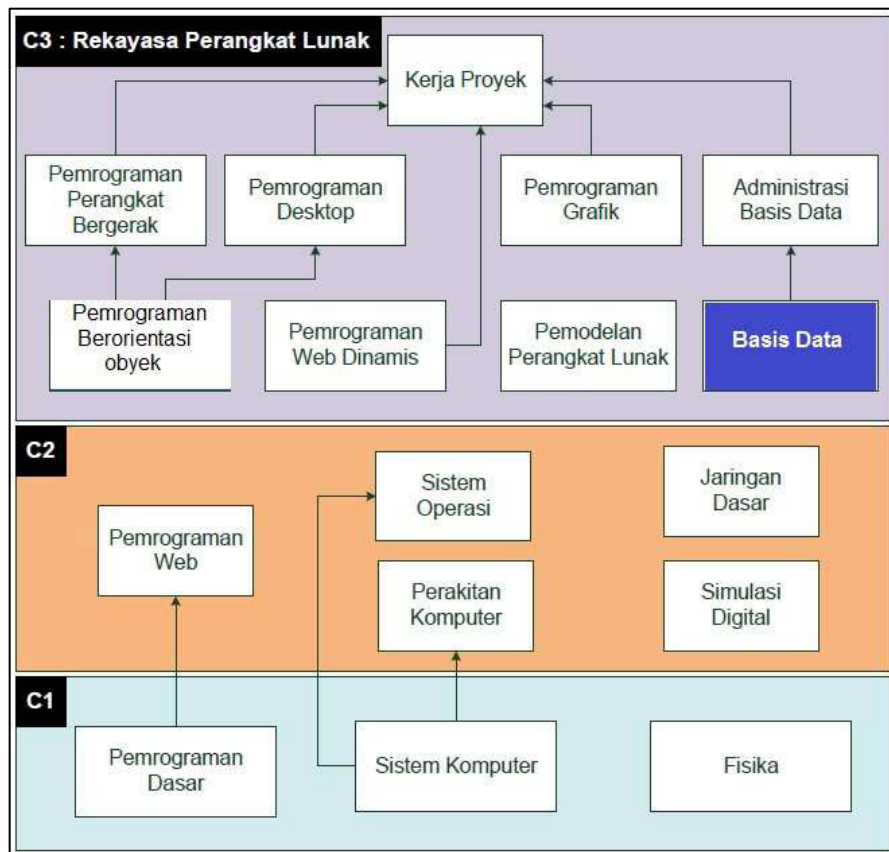 C3 : Rekayasa Perangkat Lunak
Kerja Proyek
Pemrograman
Perangkat
Bergerak
Pemrograman
Desktop
Pemrograman
Grafik
Administrasi
Basis Data
Pemrograman
Berorientasi
obyek
Pemrograman
Web Dinamis
Pemodelan
Perangkat Lunak
Basis Data
C2
Pemrograman
Web
Sistem
Operasi
Jaringan
Dasar
Perakitan
Komputer
Simulasi
Digital
C1
Pemrograman
Dasar
Sistem Komputer
Fisika